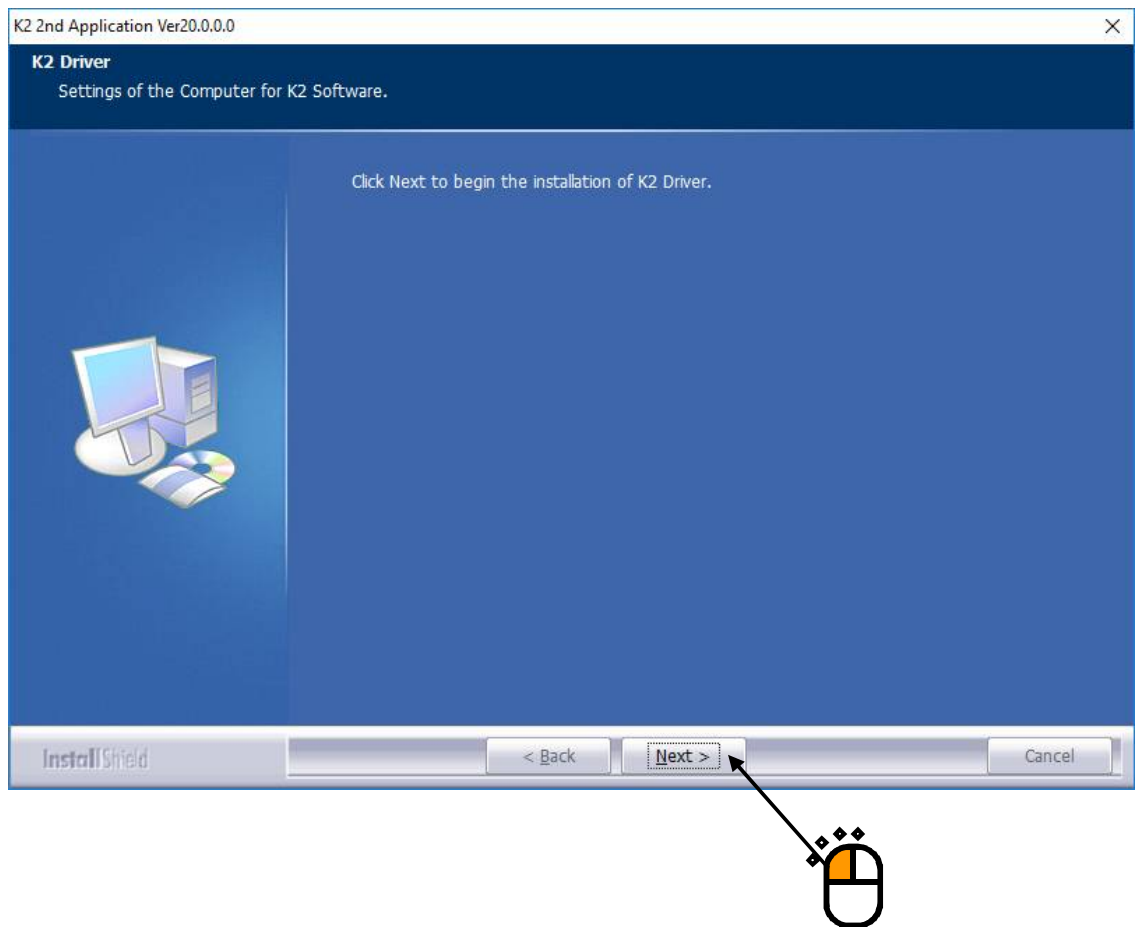 K2 2nd Application Ver20.0.0.0
K2 Driver
Settings of the Computer for K2 Software.
Click Next to begin the installation of K2 Driver.
InstallShield
< Back
Next >
Cancel